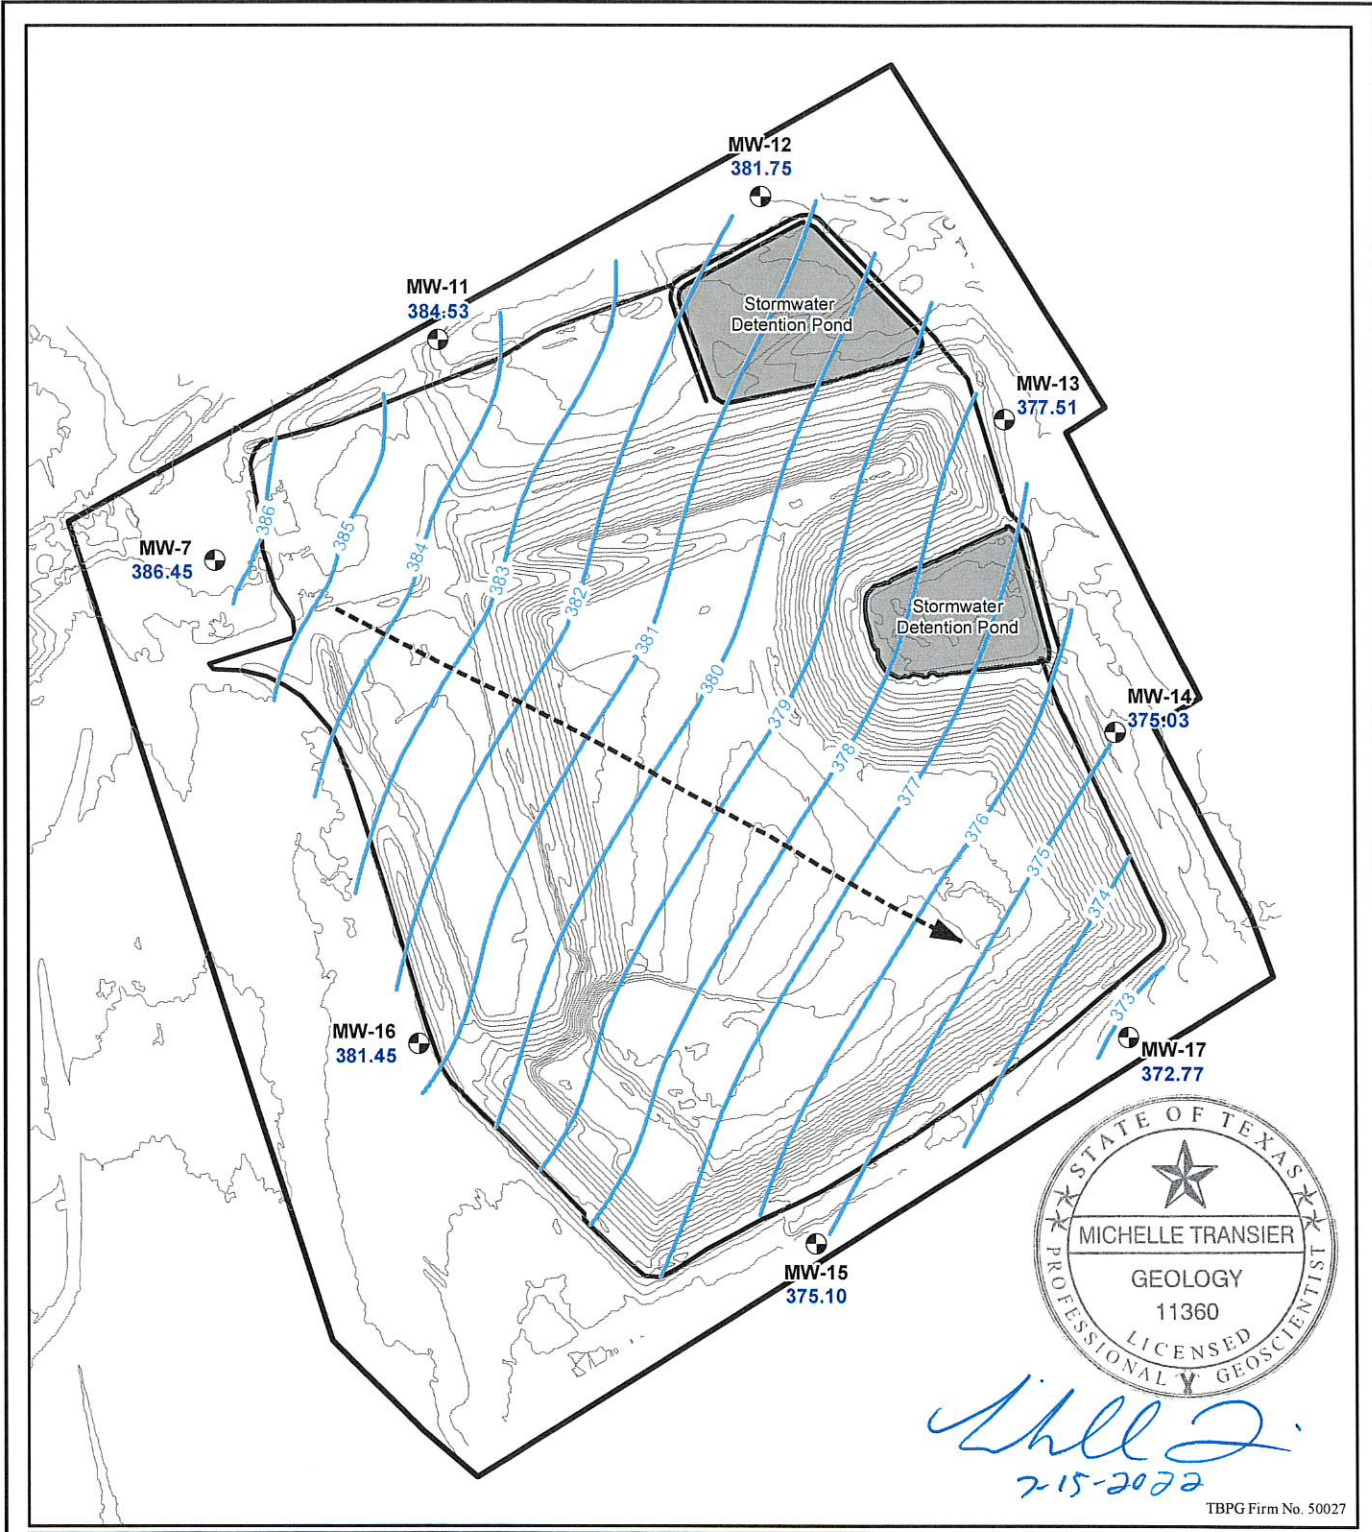 MW-12
381.75
MW-11
384.53
Stormwater
Detention Pond
MW-13
377.51
386
385
384
383
382
381
380
379
378
377
376
375
374
373
MW-7
386.45
Stormwater
Detention Pond
MW-14
375.03
MW-16
381.45
MW-17
372.77
MW-15
375.10
STATE OF TEXAS
MICHELLE TRANSIER
GEOLOGY
11360
LICENSED
PROFESSIONAL GEOSCIENTIST
7-15-2022
TBPG Firm No. 50027